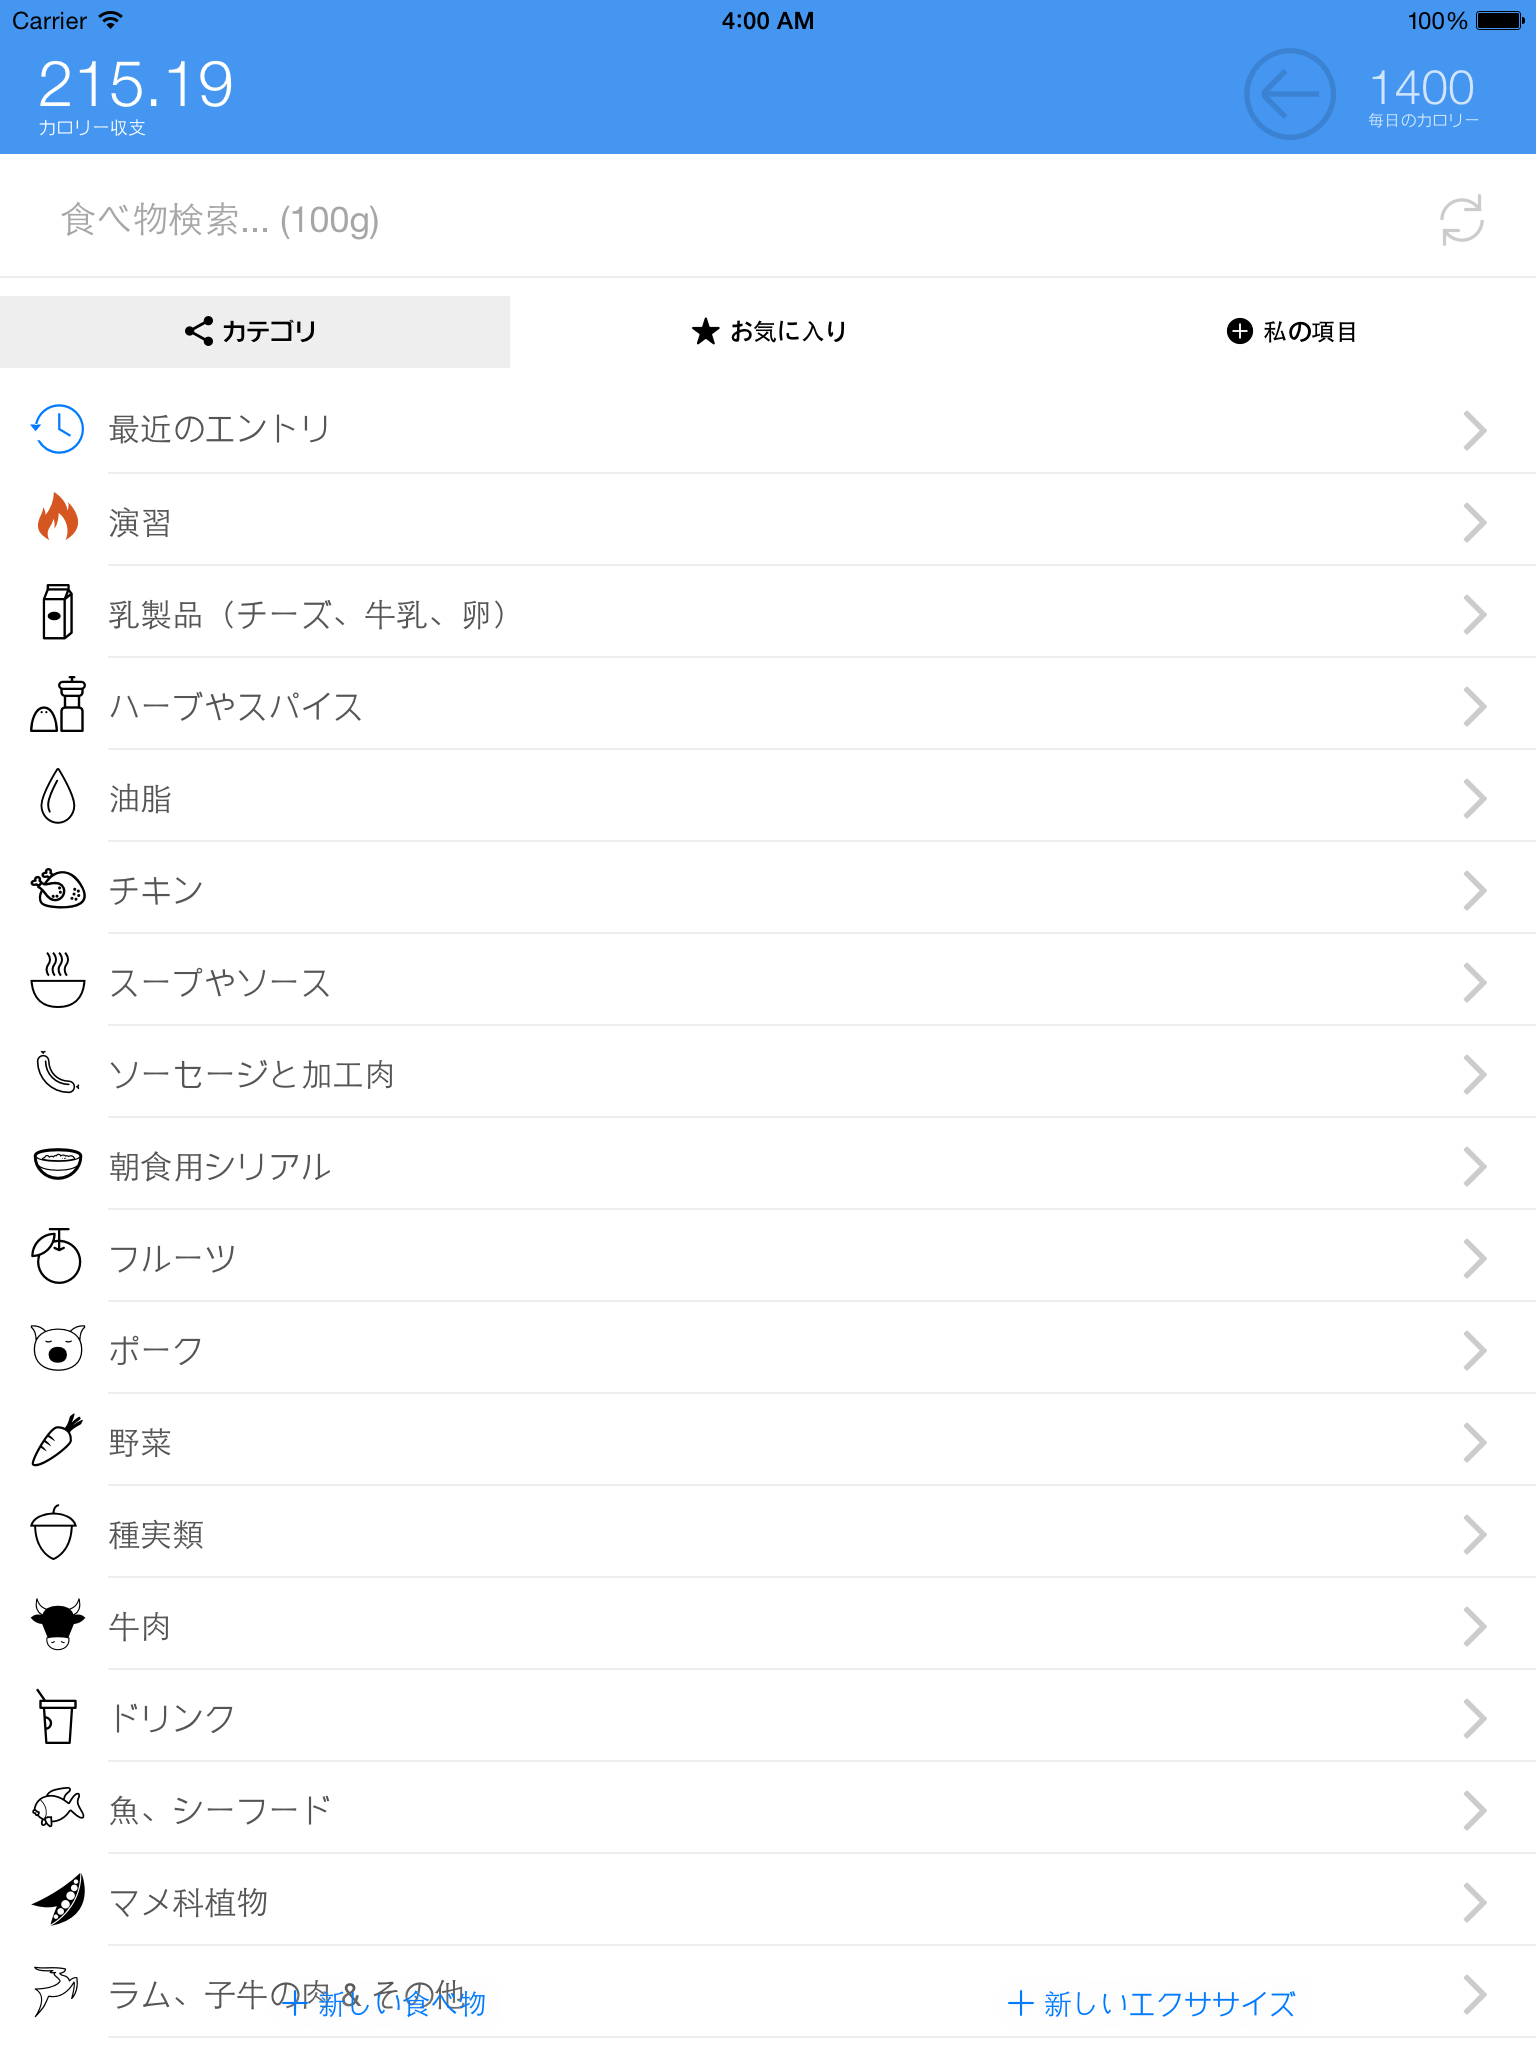 Carrier 4:00 AM 100%
215.19
カロリー収支
1400
毎日のカロリー
食べ物検索... (100g)
カテゴリ お気に入り 私の項目
最近のエントリ
演習
乳製品（チーズ、牛乳、卵）
ハーブやスパイス
油脂
チキン
スープやソース
ソーセージと加工肉
朝食用シリアル
フルーツ
ポーク
野菜
種実類
牛肉
ドリンク
魚、シーフード
マメ科植物
ラム、子牛の肉 & その他
+ 新しい食べ物 + 新しいエクササイズ